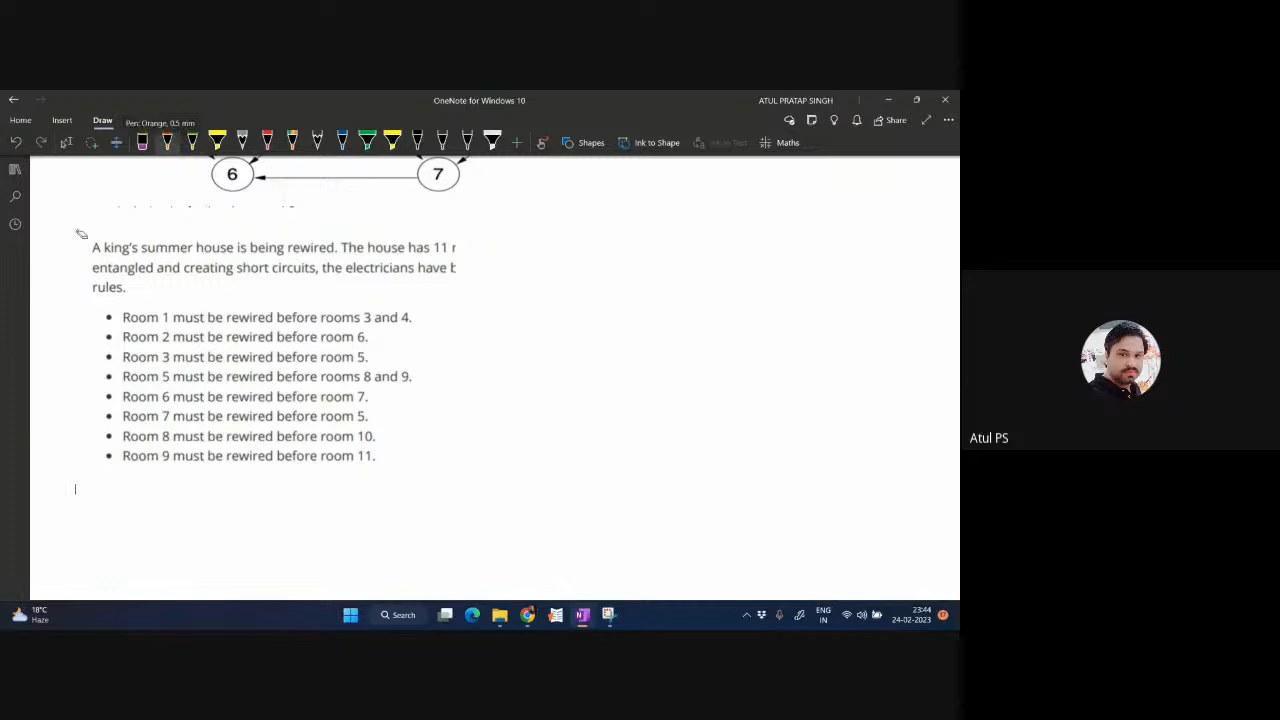 OneNote for Windows 10
ATUL PRATAP SINGH
Home
Insert
Draw
Pen: Orange, 0.5 mm
Share
Shapes
Ink to Shape
Ink to Text
Maths
6
7
A king's summer house is being rewired. The house has 11 r
entangled and creating short circuits, the electricians have b
rules.
• Room 1 must be rewired before rooms 3 and 4.
• Room 2 must be rewired before room 6.
• Room 3 must be rewired before room 5.
• Room 5 must be rewired before rooms 8 and 9.
• Room 6 must be rewired before room 7.
• Room 7 must be rewired before room 5.
• Room 8 must be rewired before room 10.
• Room 9 must be rewired before room 11.
Atul PS
18°C
Haze
Search
ENG
IN
23:44
24-02-2023
17